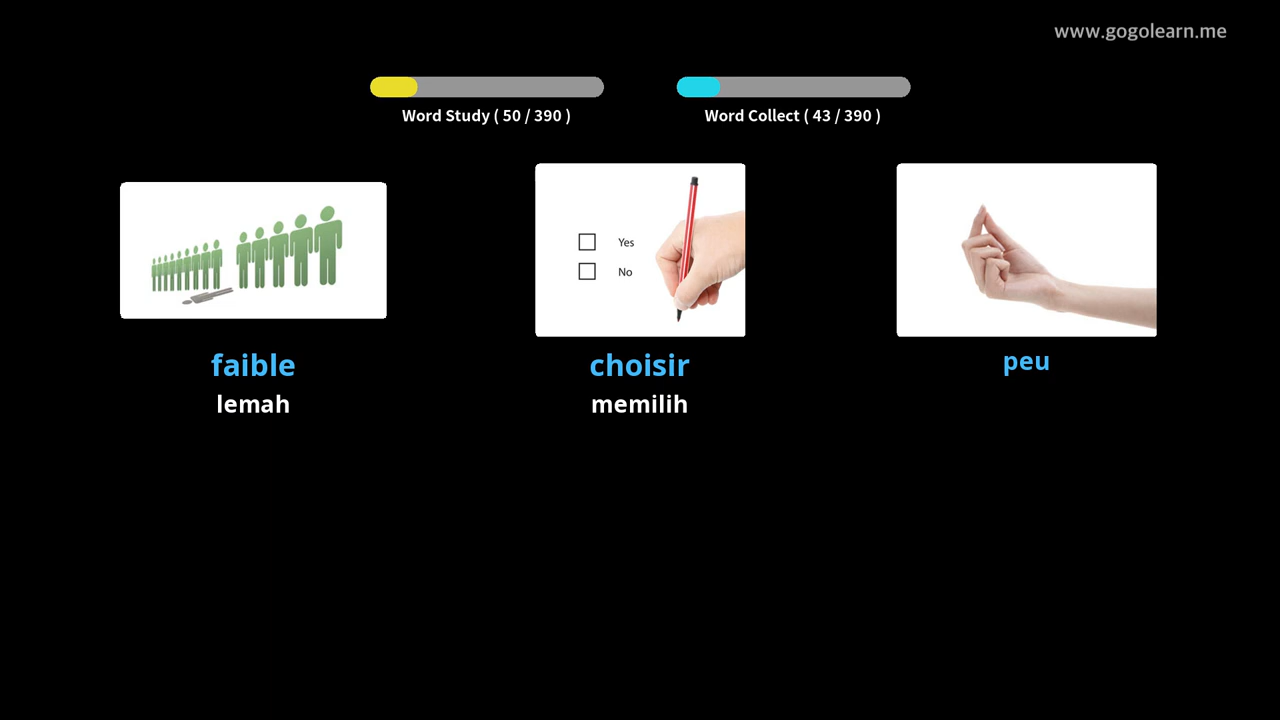 www.gogolearn.me
Word Study ( 50 / 390 )
Word Collect ( 43 / 390 )
Yes
No
faible
lemah
choisir
memilih
peu